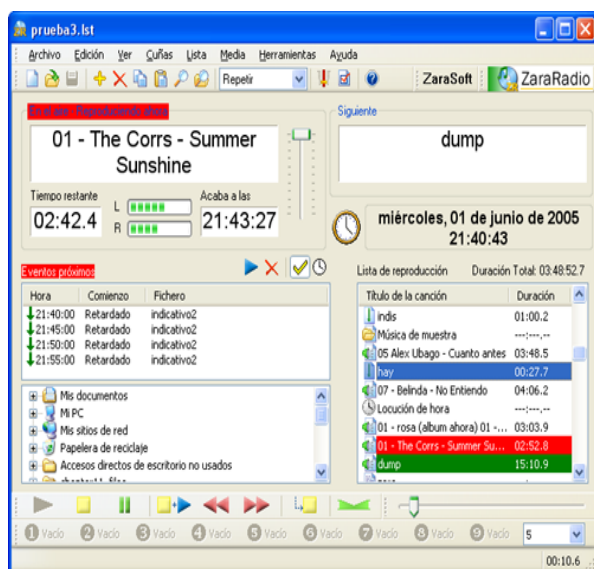 prueba3.lst
Archivo Edición Ver Cuñas Lista Media Herramientas Ayuda
Repetir ZaraSoft ZaraRadio
En el aire - Reproduciendo ahora
01 - The Corrs - Summer
Sunshine
Siguiente
dump
Tiempo restante
02:42.4
L
R
Acaba a las
21:43:27
miércoles, 01 de junio de 2005
21:40:43
Eventos próximos
Hora Comienzo Fichero
21:40:00 Retardado indicativo2
21:45:00 Retardado indicativo2
21:50:00 Retardado indicativo2
21:55:00 Retardado indicativo2
Mis documentos
Mi PC
Mis sitios de red
Papelera de reciclaje
Accesos directos de escritorio no usados
Lista de reproducción Duración Total: 03:48:52.7
Título de la canción Duración
indis 01:00.2
Música de muestra ---:---,--
05 Alex Ubago - Cuanto antes 03:48.5
hay 00:27.7
07 - Belinda - No Entiendo 04:06.2
Locución de hora ---:---,--
01 - rosa (album ahora) 01 -... 03:03.9
01 - The Corrs - Summer Su... 02:52.8
dump 15:10.9
1 Vacío 2 Vacío 3 Vacío 4 Vacío 5 Vacío 6 Vacío 7 Vacío 8 Vacío 9 Vacío 5
00:10.6